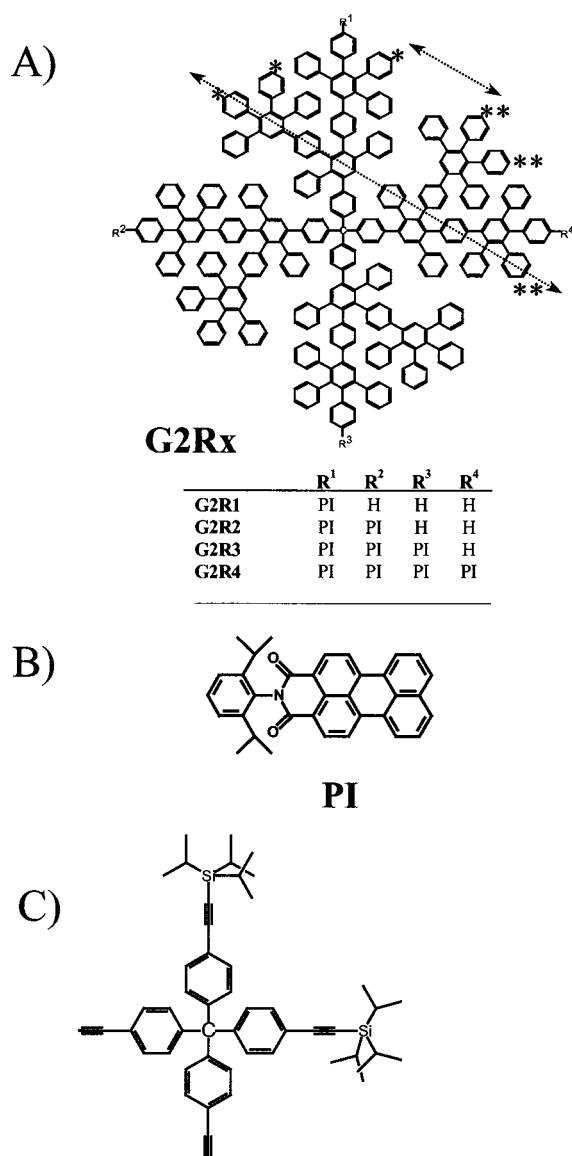 A)
R¹
*
*
*
**
**
R²
C
R⁴
**
R³
G2Rx
R¹ R² R³ R⁴
G2R1 PI H H H
G2R2 PI PI H H
G2R3 PI PI PI H
G2R4 PI PI PI PI
B)
O
N
O
PI
C)
Si
C
Si